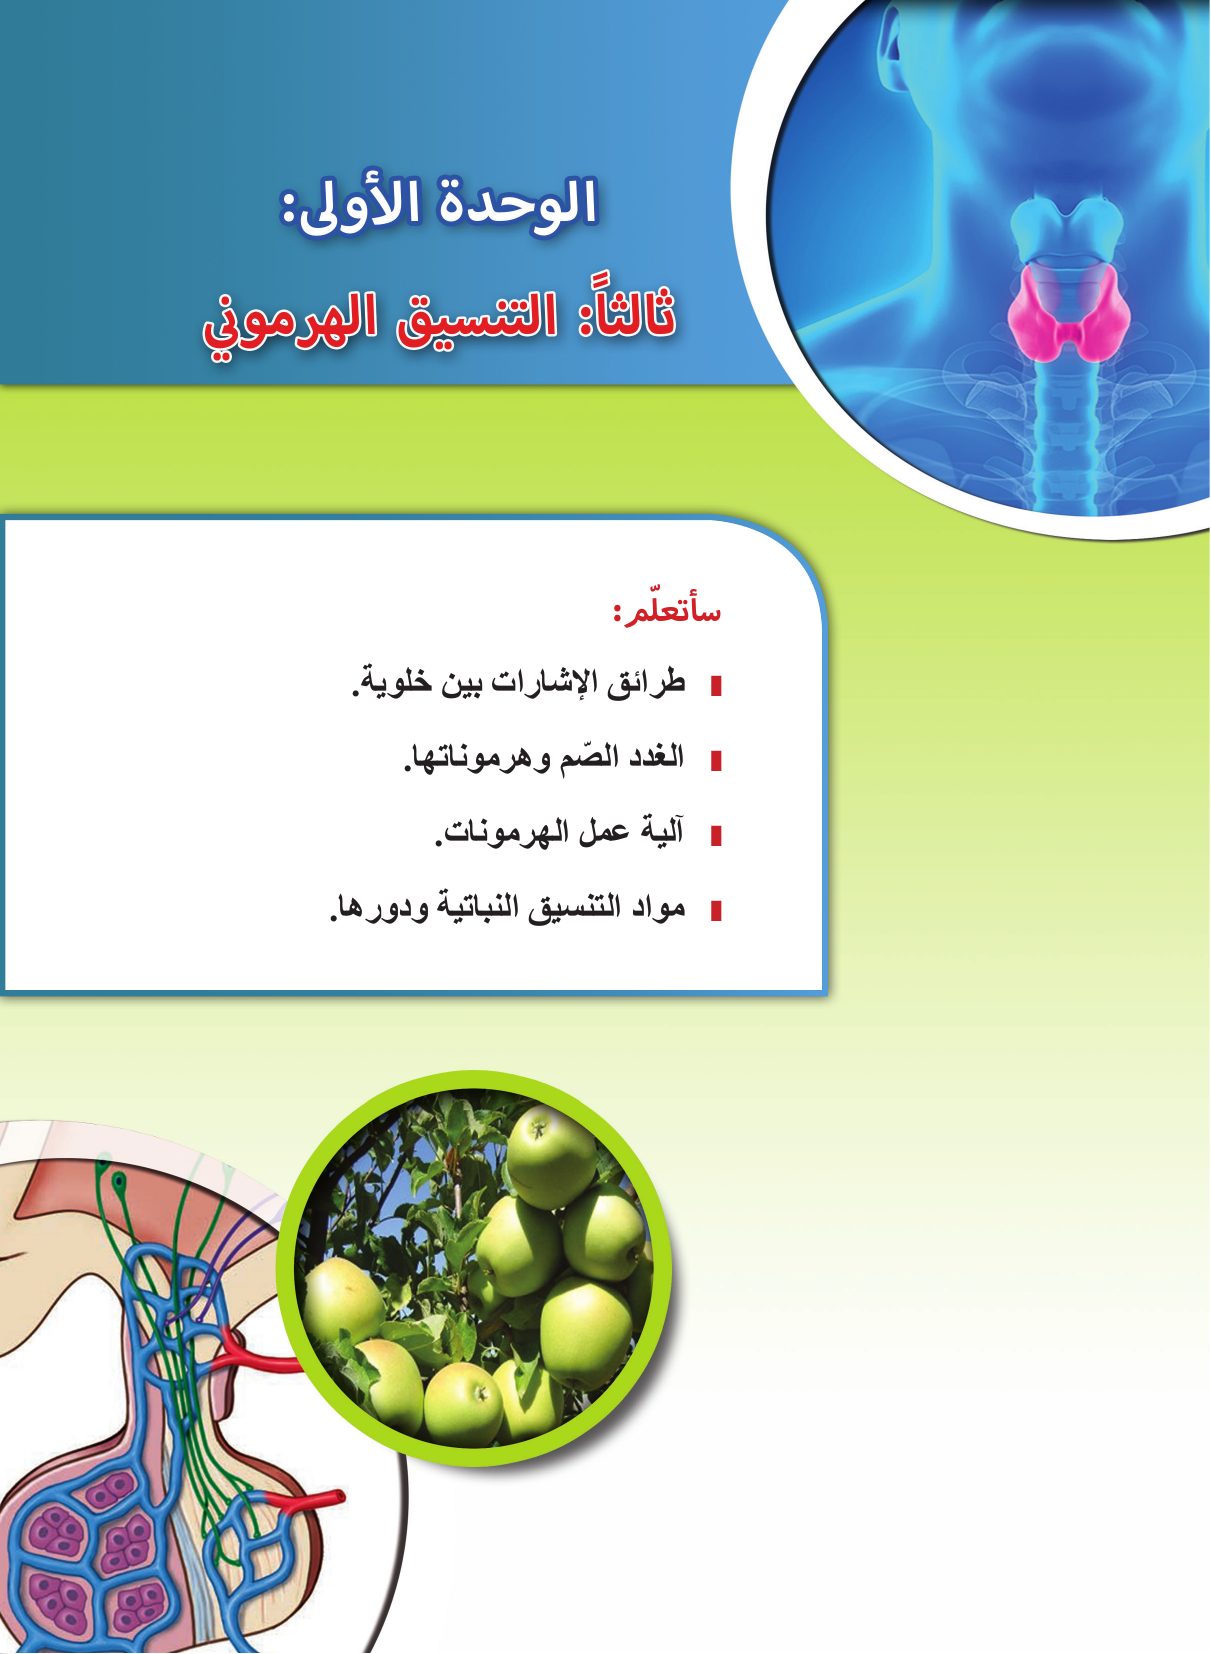 الوحدة الأولى:
ثالثاً: التنسيق الهرموني
سأتعلّم:
طرائق الإشارات بين خلوية.
الغدد الصّم وهرموناتها.
آلية عمل الهرمونات.
مواد التنسيق النباتية ودورها.